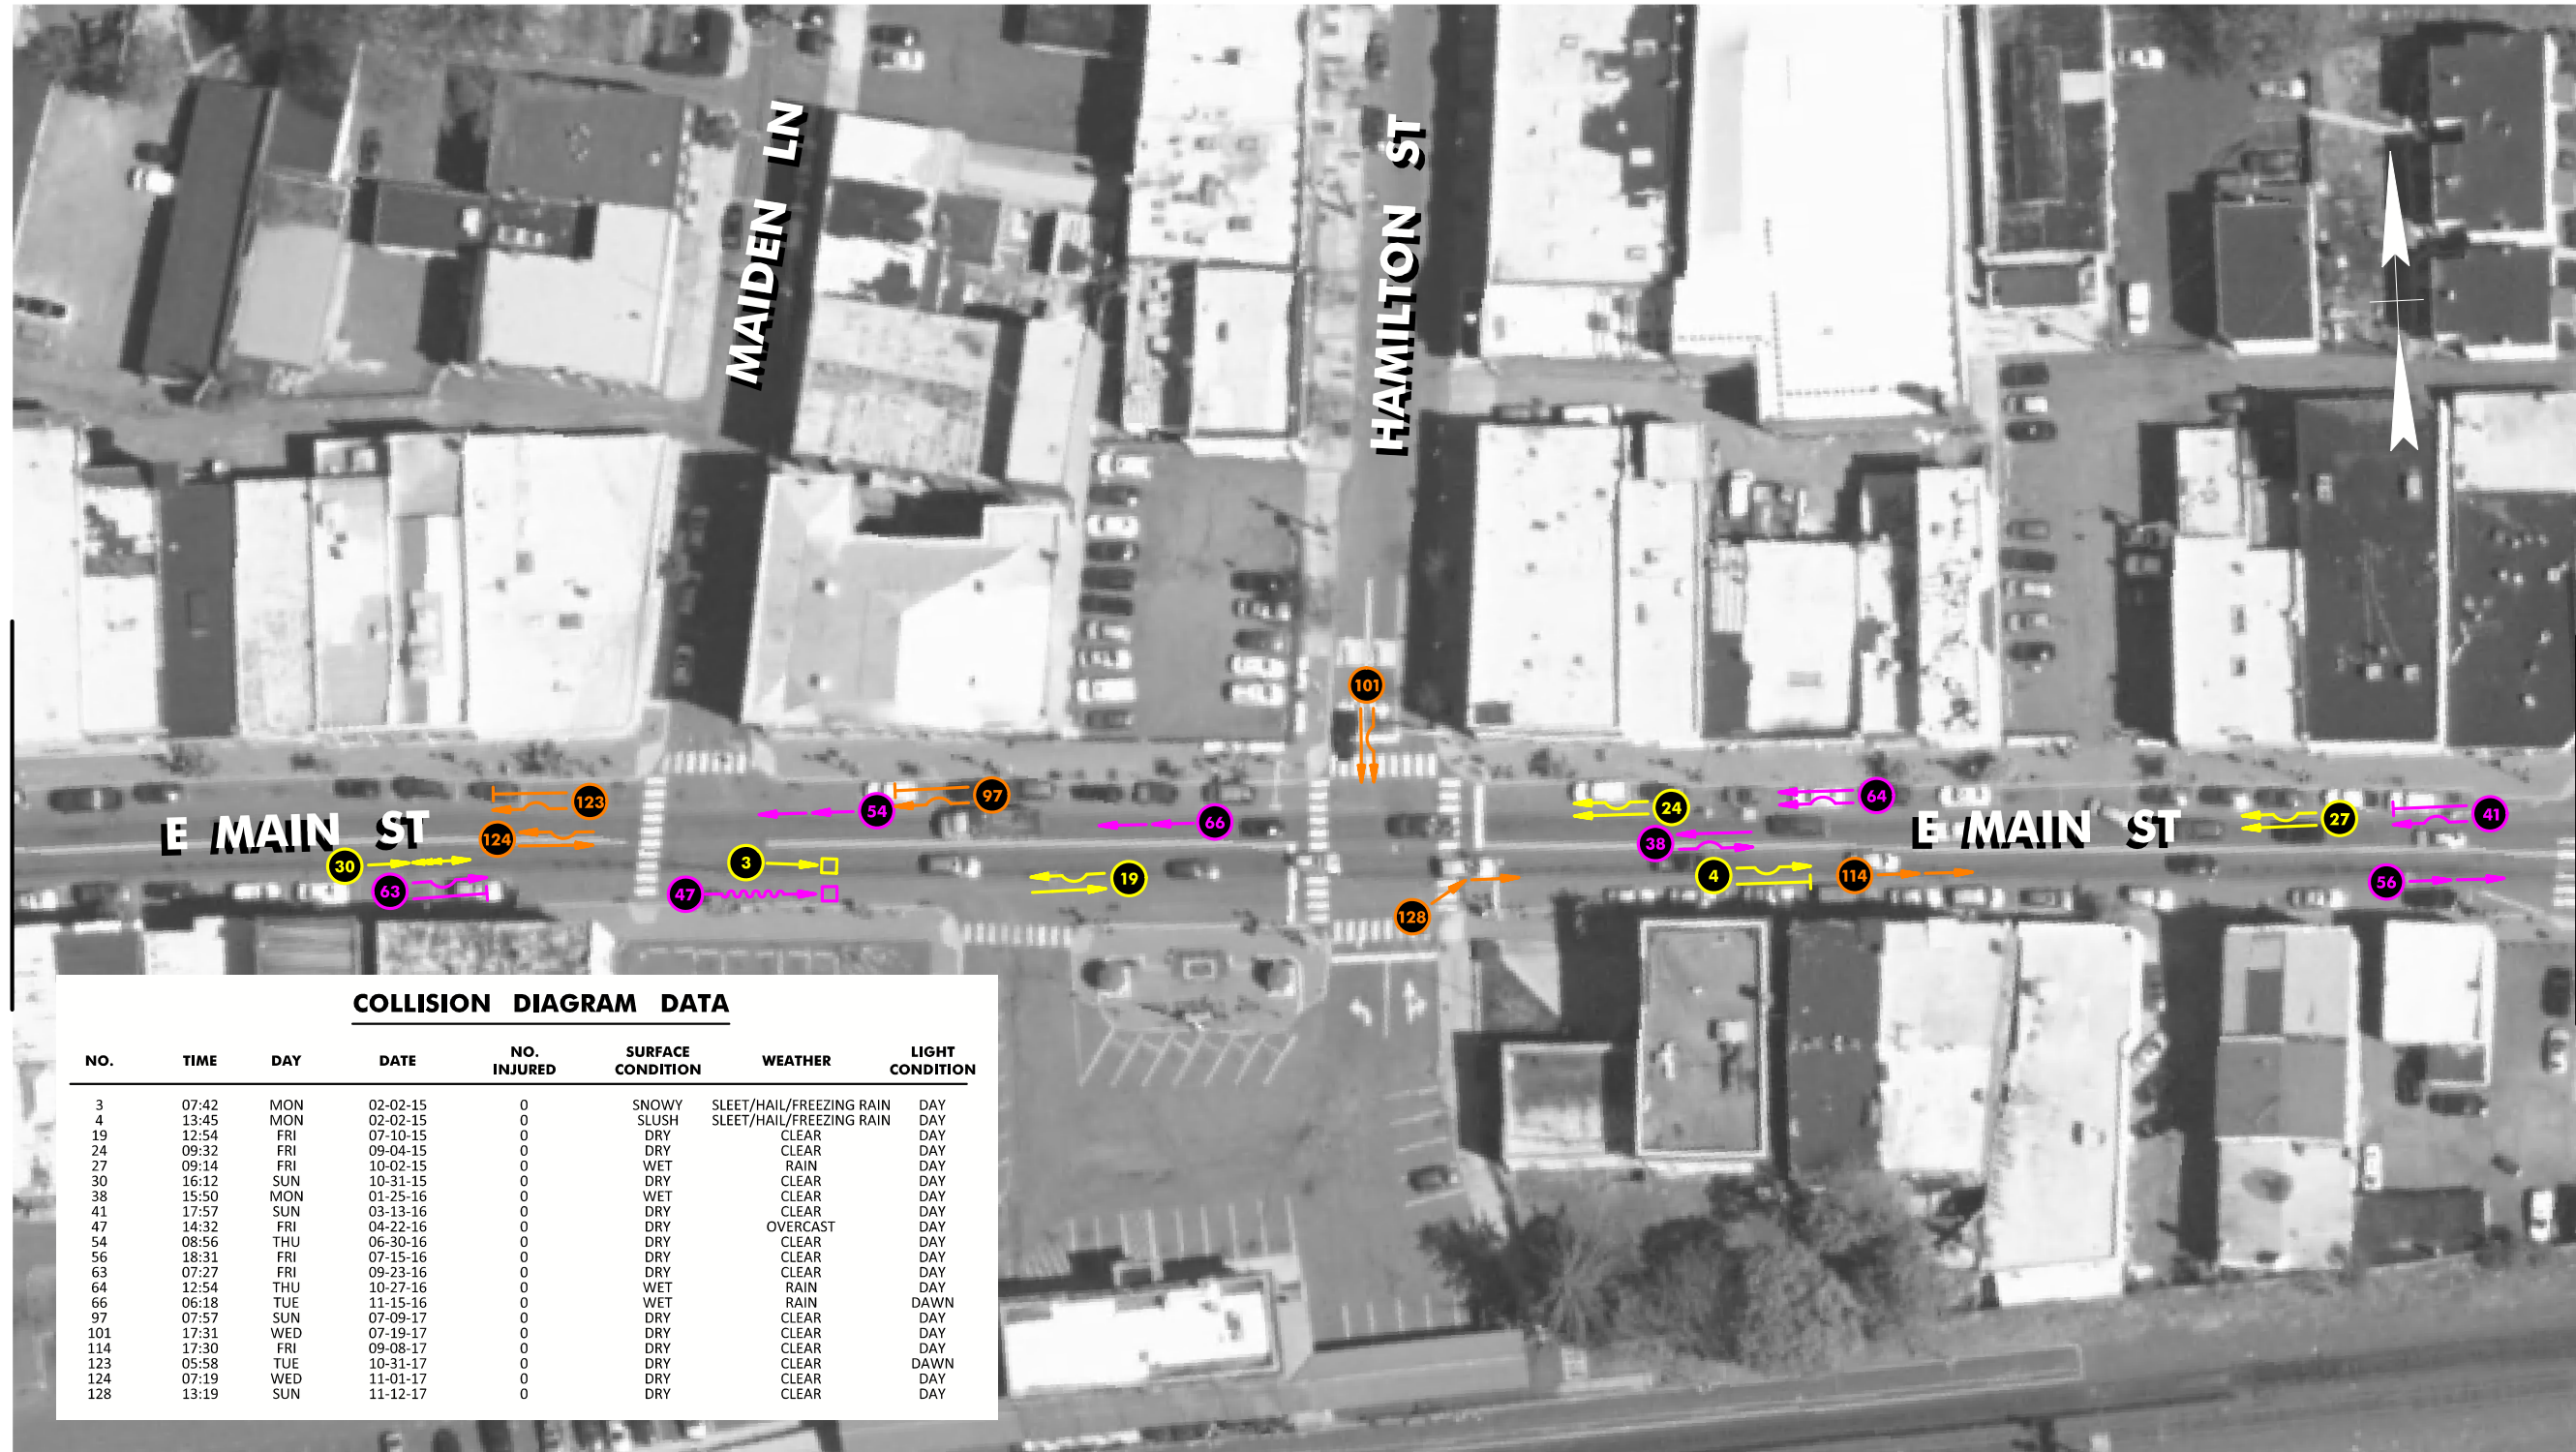 MAIDEN LN
HAMILTON ST
101
123
97
54
66
24
64
27
41
E MAIN ST
124
38
E MAIN ST
30
3
19
4
114
63
47
128
56
COLLISION DIAGRAM DATA
NO. TIME DAY DATE NO. INJURED SURFACE CONDITION WEATHER LIGHT CONDITION
3 07:42 MON 02-02-15 0 SNOWY SLEET/HAIL/FREEZING RAIN DAY
4 13:45 MON 02-02-15 0 SLUSH SLEET/HAIL/FREEZING RAIN DAY
19 12:54 FRI 07-10-15 0 DRY CLEAR DAY
24 09:32 FRI 09-04-15 0 DRY CLEAR DAY
27 09:14 FRI 10-02-15 0 WET RAIN DAY
30 16:12 SUN 10-31-15 0 DRY CLEAR DAY
38 15:50 MON 01-25-16 0 WET CLEAR DAY
41 17:57 SUN 03-13-16 0 DRY CLEAR DAY
47 14:32 FRI 04-22-16 0 DRY OVERCAST DAY
54 08:56 THU 06-30-16 0 DRY CLEAR DAY
56 18:31 FRI 07-15-16 0 DRY CLEAR DAY
63 07:27 FRI 09-23-16 0 DRY CLEAR DAY
64 12:54 THU 10-27-16 0 WET RAIN DAY
66 06:18 TUE 11-15-16 0 WET RAIN DAWN
97 07:57 SUN 07-09-17 0 DRY CLEAR DAY
101 17:31 WED 07-19-17 0 DRY CLEAR DAY
114 17:30 FRI 09-08-17 0 DRY CLEAR DAY
123 05:58 TUE 10-31-17 0 DRY CLEAR DAWN
124 07:19 WED 11-01-17 0 DRY CLEAR DAY
128 13:19 SUN 11-12-17 0 DRY CLEAR DAY